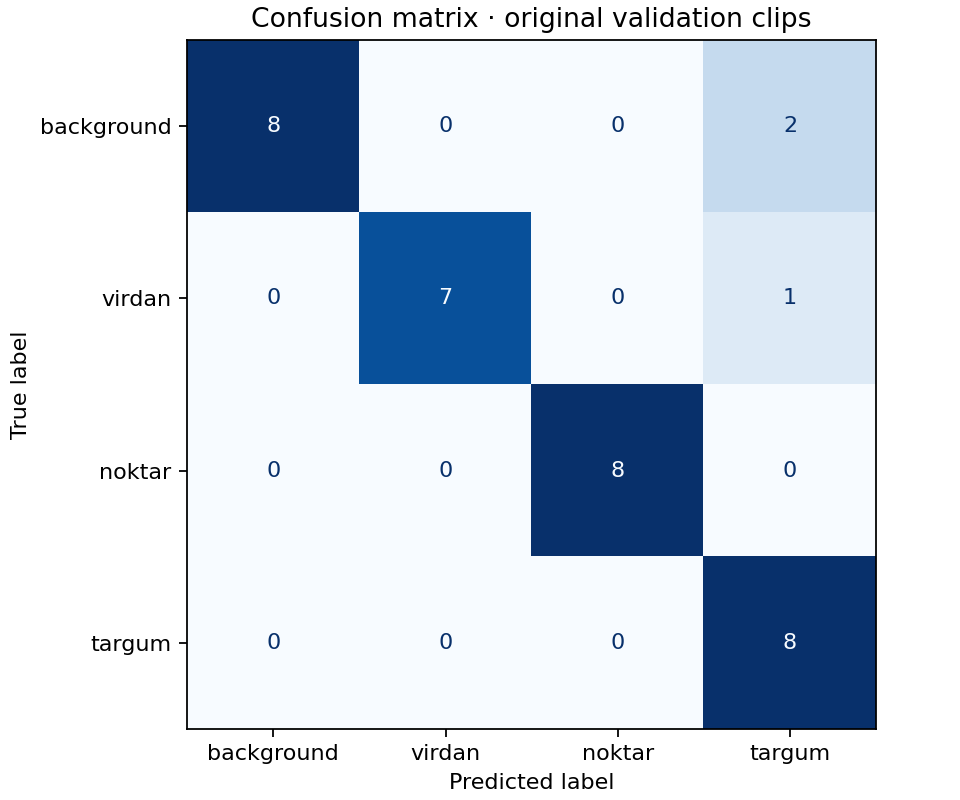 Confusion matrix · original validation clips
True label
background 8 0 0 2
virdan 0 7 0 1
noktar 0 0 8 0
targum 0 0 0 8
background virdan noktar targum
Predicted label